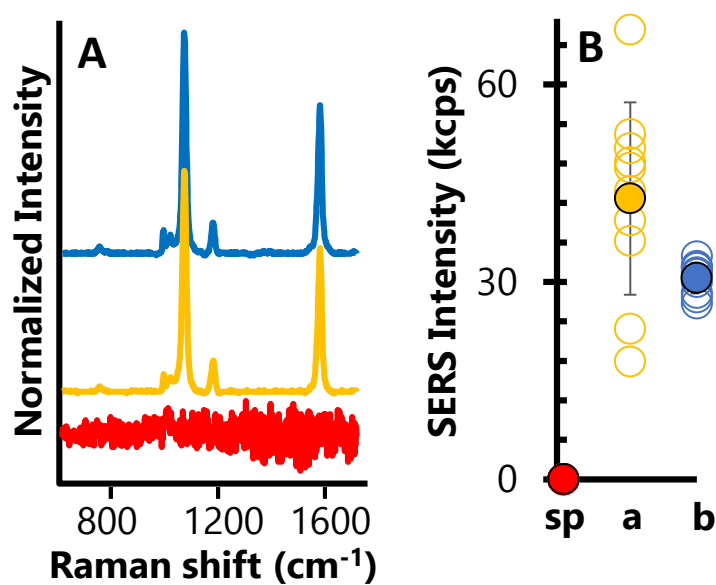 A
Normalized Intensity
800 1200 1600
Raman shift (cm⁻¹)
B
SERS Intensity (kcps)
60
30
0
sp a b